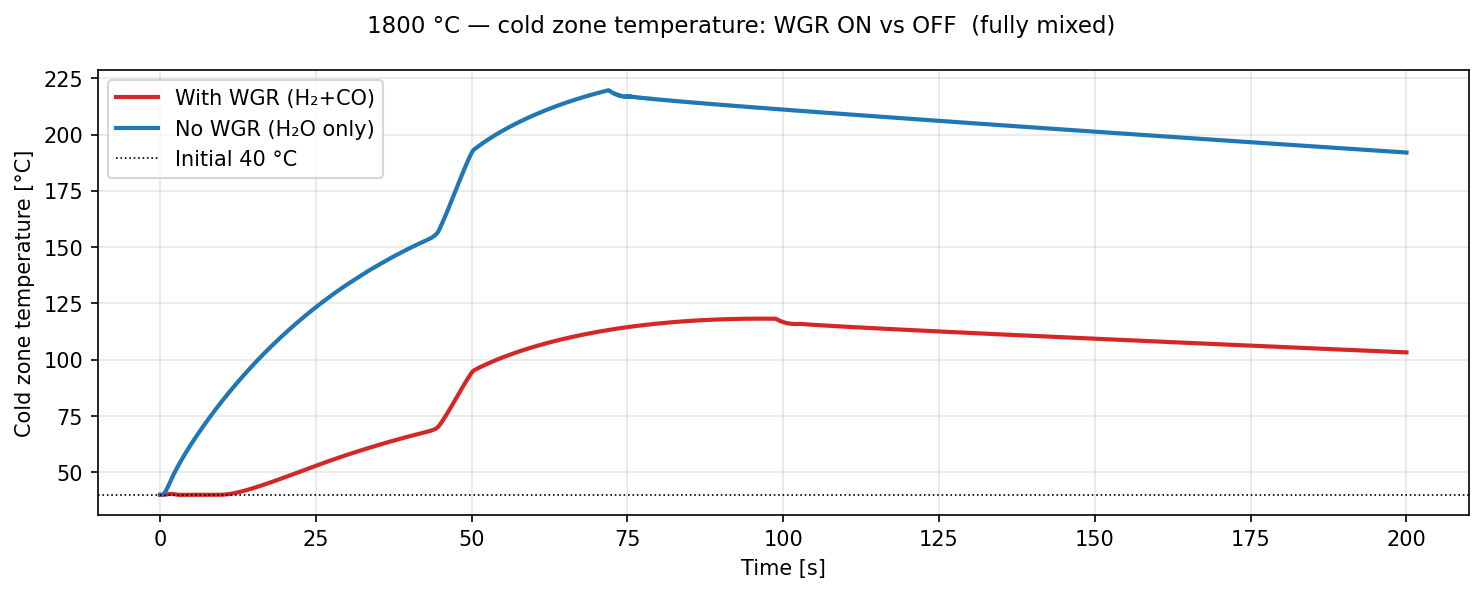 1800 °C — cold zone temperature: WGR ON vs OFF  (fully mixed)
With WGR (H₂+CO)
No WGR (H₂O only)
Initial 40 °C
Cold zone temperature [°C]
225
200
175
150
125
100
75
50
0 25 50 75 100 125 150 175 200
Time [s]